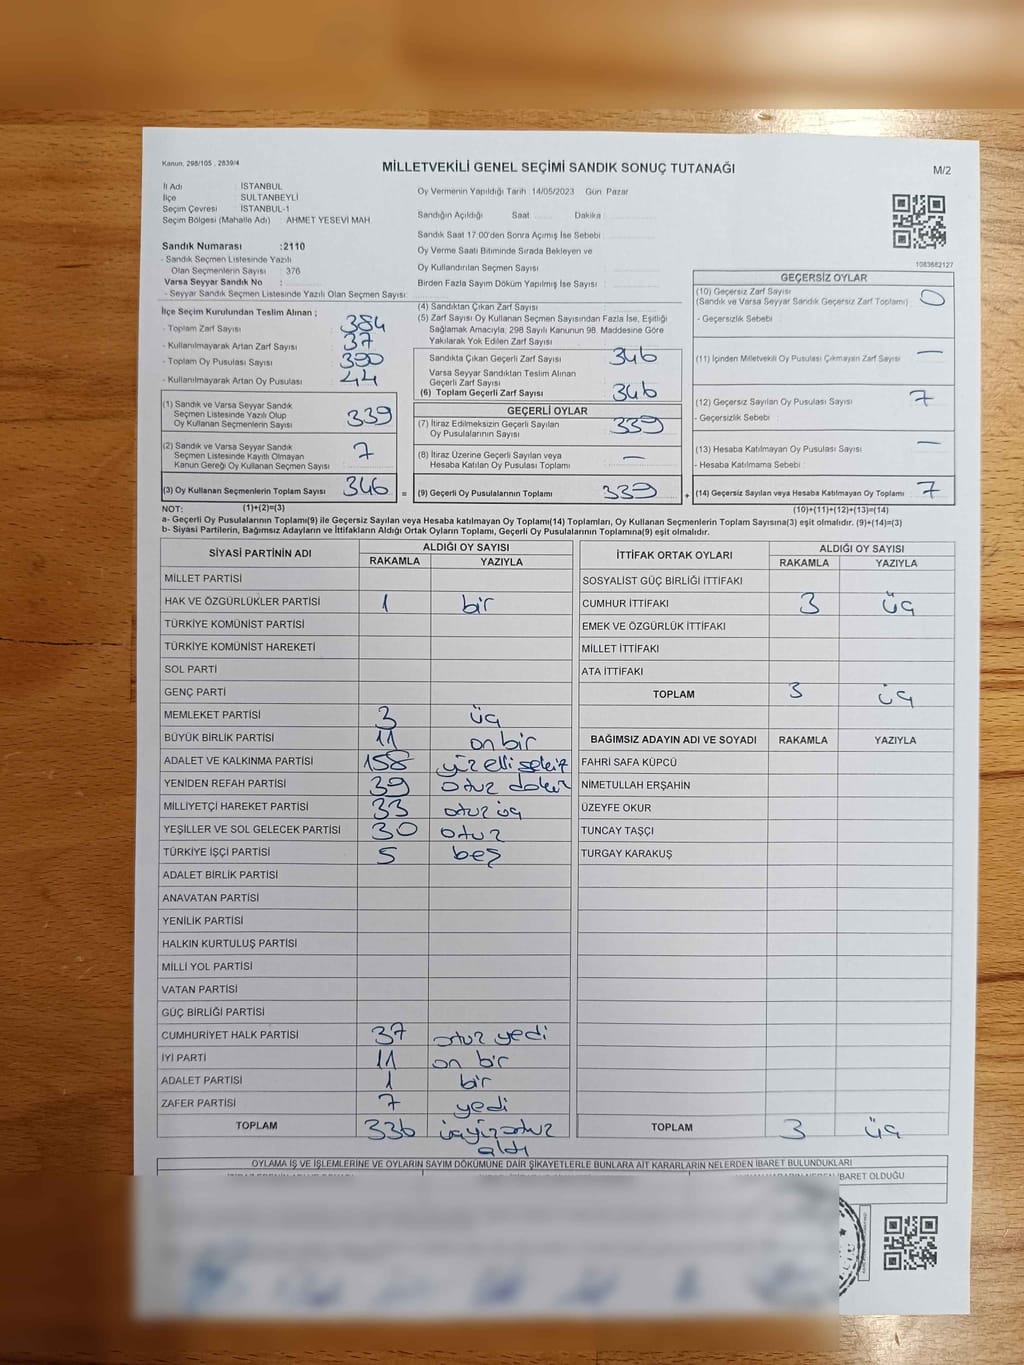 Kanun, 298/105 , 2839/4
MİLLETVEKİLİ GENEL SEÇİMİ SANDIK SONUÇ TUTANAĞI
M/2
İl Adı : İSTANBUL
İlçe : SULTANBEYLİ
Seçim Çevresi : İSTANBUL-1
Seçim Bölgesi (Mahalle Adı) : AHMET YESEVİ MAH.
Sandık Numarası :2110
- Sandık Seçmen Listesinde Yazılı
Olan Seçmenlerin Sayısı : 376
Varsa Seyyar Sandık No :
- Seyyar Sandık Seçmen Listesinde Yazılı Olan Seçmen Sayısı:
Oy Vermenin Yapıldığı Tarih : 14/05/2023 Gün Pazar
Sandığın Açıldığı Saat: Dakika:
Sandık Saat 17:00'den Sonra Açımış İse Sebebi :
Oy Verme Saati Bitiminde Sırada Bekleyen ve
Oy Kullandırılan Seçmen Sayısı :
Birden Fazla Sayım Döküm Yapılmış İse Sayısı :
1083662127
İlçe Seçim Kurulundan Teslim Alınan ;
- Toplam Zarf Sayısı : 384
- Kullanılmayarak Artan Zarf Sayısı : 37
- Toplam Oy Pusulası Sayısı : 390
- Kullanılmayarak Artan Oy Pusulası : 44
(1) Sandık ve Varsa Seyyar Sandık
Seçmen Listesinde Yazılı Olup
Oy Kullanan Seçmenlerin Sayısı : 339
(2) Sandık ve Varsa Seyyar Sandık
Seçmen Listesinde Kayıtlı Olmayan
Kanun Gereği Oy Kullanan Seçmen Sayısı : 7
(3) Oy Kullanan Seçmenlerin Toplam Sayısı : 346
(4) Sandıktan Çıkan Zarf Sayısı :
(5) Zarf Sayısı Oy Kullanan Seçmen Sayısından Fazla İse, Eşitliği
Sağlamak Amacıyla, 298 Sayılı Kanunun 98. Maddesine Göre
Yakılarak Yok Edilen Zarf Sayısı :
Sandıkta Çıkan Geçerli Zarf Sayısı : 346
Varsa Seyyar Sandıktan Teslim Alınan
Geçerli Zarf Sayısı :
(6) Toplam Geçerli Zarf Sayısı : 346
GEÇERLİ OYLAR
(7) İtiraz Edilmeksizin Geçerli Sayılan
Oy Pusulalarının Sayısı : 339
(8) İtiraz Üzerine Geçerli Sayılan veya
Hesaba Katılan Oy Pusulası Toplamı : —
= (9) Geçerli Oy Pusulalarının Toplamı : 339
GEÇERSİZ OYLAR
(10) Geçersiz Zarf Sayısı
(Sandık ve Varsa Seyyar Sandık Geçersiz Zarf Toplamı) : 0
- Geçersizlik Sebebi :
(11) İçinden Milletvekili Oy Pusulası Çıkmayan Zarf Sayısı : —
(12) Geçersiz Sayılan Oy Pusulası Sayısı : 7
- Geçersizlik Sebebi :
(13) Hesaba Katılmayan Oy Pusulası Sayısı : —
- Hesaba Katılmama Sebebi :
+ (14) Geçersiz Sayılan veya Hesaba Katılmayan Oy Toplamı : 7
NOT: (1)+(2)=(3) (10)+(11)+(12)+(13)=(14)
a- Geçerli Oy Pusulalarının Toplamı(9) ile Geçersiz Sayılan veya Hesaba katılmayan Oy Toplamı(14) Toplamları, Oy Kullanan Seçmenlerin Toplam Sayısına(3) eşit olmalıdır. (9)+(14)=(3)
b- Siyasi Partilerin, Bağımsız Adayların ve İttifakların Aldığı Ortak Oyların Toplamı, Geçerli Oy Pusulalarının Toplamına(9) eşit olmalıdır.
SİYASİ PARTİNİN ADI ALDIĞI OY SAYISI
RAKAMLA YAZIYLA
MİLLET PARTİSİ
HAK VE ÖZGÜRLÜKLER PARTİSİ 1 bir
TÜRKİYE KOMÜNİST PARTİSİ
TÜRKİYE KOMÜNİST HAREKETİ
SOL PARTİ
GENÇ PARTİ
MEMLEKET PARTİSİ 3 üç
BÜYÜK BİRLİK PARTİSİ 11 on bir
ADALET VE KALKINMA PARTİSİ 158 yüz elli sekiz
YENİDEN REFAH PARTİSİ 39 otuz dokuz
MİLLİYETÇİ HAREKET PARTİSİ 33 otuz üç
YEŞİLLER VE SOL GELECEK PARTİSİ 30 otuz
TÜRKİYE İŞÇİ PARTİSİ 5 beş
ADALET BİRLİK PARTİSİ
ANAVATAN PARTİSİ
YENİLİK PARTİSİ
HALKIN KURTULUŞ PARTİSİ
MİLLİ YOL PARTİSİ
VATAN PARTİSİ
GÜÇ BİRLİĞİ PARTİSİ
CUMHURİYET HALK PARTİSİ 37 otuz yedi
İYİ PARTİ 11 on bir
ADALET PARTİSİ 1 bir
ZAFER PARTİSİ 7 yedi
TOPLAM 336 üçyüzotuz
altı
İTTİFAK ORTAK OYLARI ALDIĞI OY SAYISI
RAKAMLA YAZIYLA
SOSYALİST GÜÇ BİRLİĞİ İTTİFAKI
CUMHUR İTTİFAKI 3 üç
EMEK VE ÖZGÜRLÜK İTTİFAKI
MİLLET İTTİFAKI
ATA İTTİFAKI
TOPLAM 3 üç
BAĞIMSIZ ADAYIN ADI VE SOYADI RAKAMLA YAZIYLA
FAHRİ SAFA KÜPCÜ
NİMETULLAH ERŞAHİN
ÜZEYFE OKUR
TUNCAY TAŞÇI
TURGAY KARAKUŞ
TOPLAM 3 üç
OYLAMA İŞ VE İŞLEMLERİNE VE OYLARIN SAYIM DÖKÜMÜNE DAİR ŞİKAYETLERLE BUNLARA AİT KARARLARIN NELERDEN İBARET BULUNDUKLARI
İBARET OLDUĞU